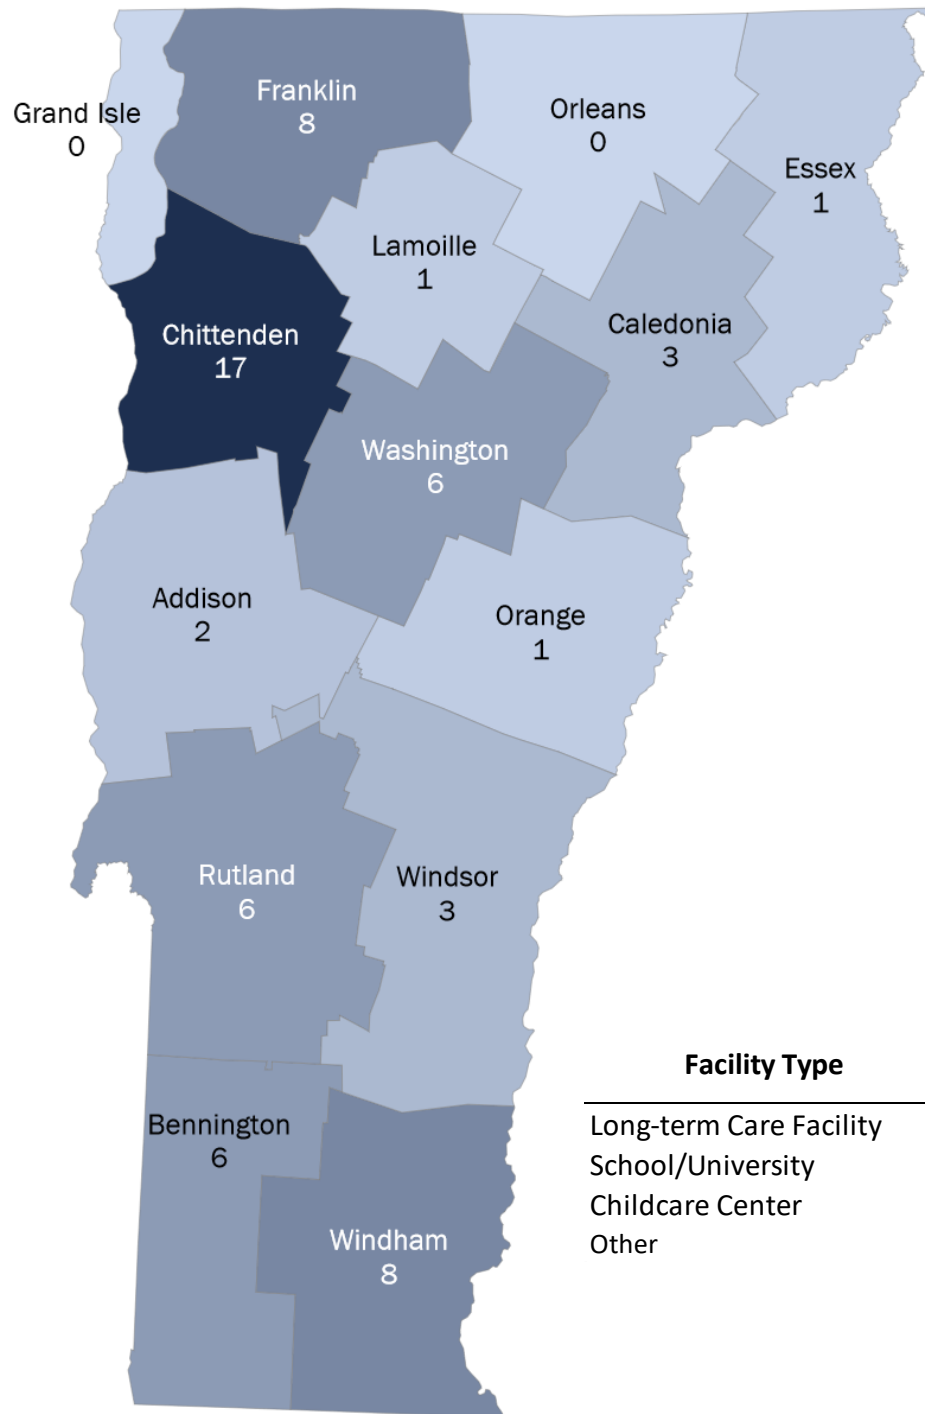 Franklin
8
Orleans
0
Grand Isle
0
Essex
1
Lamoille
1
Chittenden
17
Caledonia
3
Washington
6
Addison
2
Orange
1
Rutland
6
Windsor
3
Bennington
6
Windham
8
Facility Type
Long-term Care Facility
School/University
Childcare Center
Other